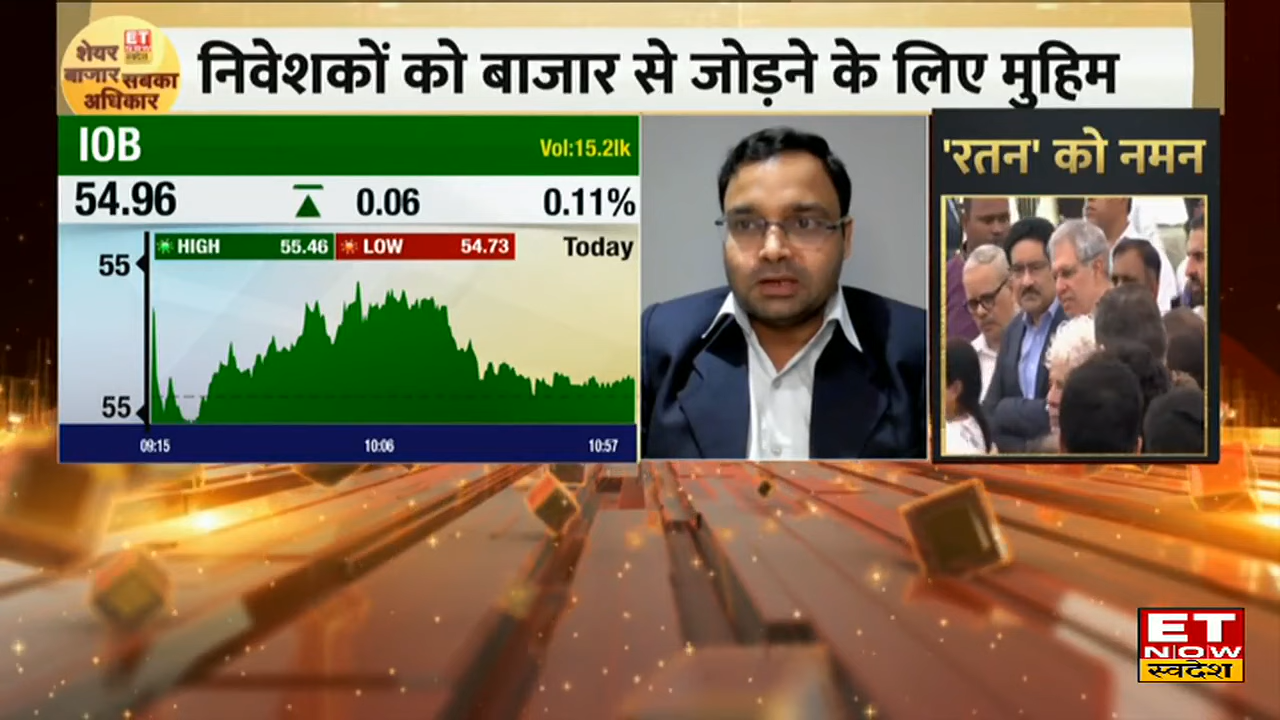 शेयर
ET
NOW
स्वदेश
बाजार
सबका
अधिकार
निवेशकों को बाजार से जोड़ने के लिए मुहिम
IOB
Vol:15.2lk
54.96
0.06
0.11%
HIGH 55.46
LOW 54.73
Today
55
55
09:15
10:06
10:57
'रतन' को नमन
ET
NOW
स्वदेश